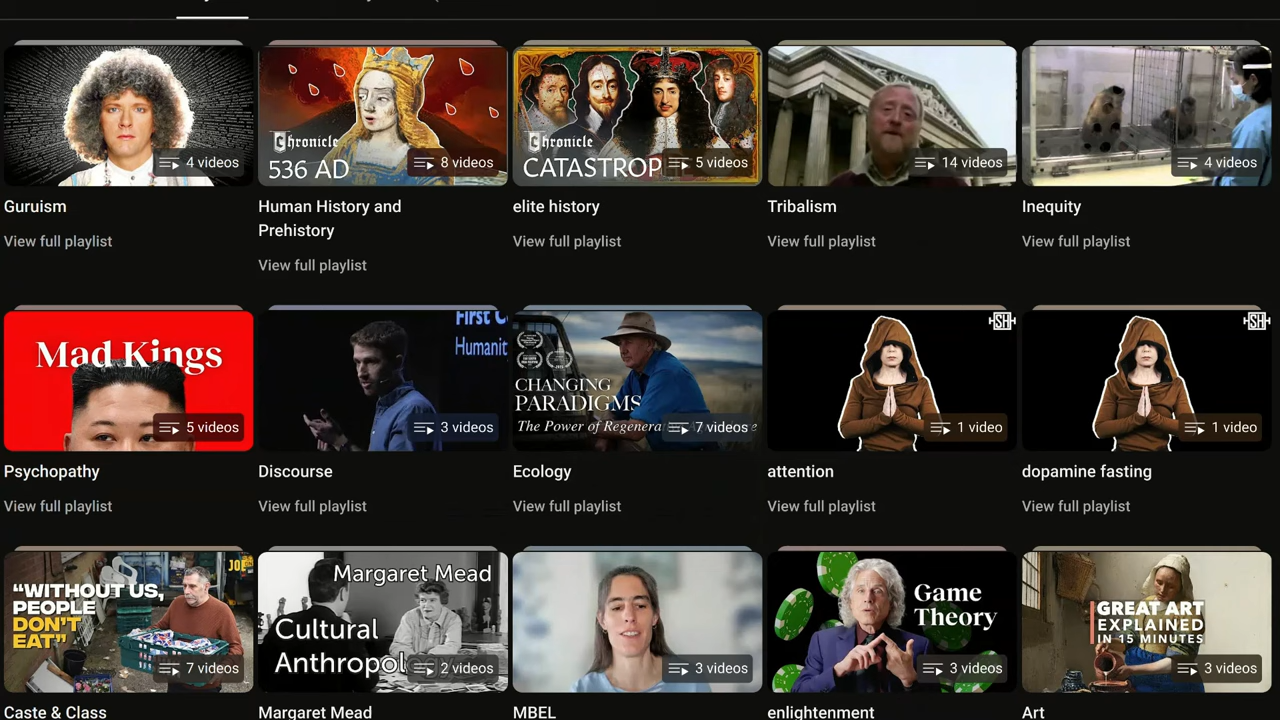 Chronicle
536 AD
Chronicle
CATASTROP
4 videos
8 videos
5 videos
14 videos
4 videos
Guruism
Human History and
Prehistory
elite history
Tribalism
Inequity
View full playlist
View full playlist
View full playlist
View full playlist
View full playlist
Mad Kings
First C
Humanit
CHANGING
PARADIGMS
The Power of Regenera
SH
SH
5 videos
3 videos
7 videos
1 video
1 video
Psychopathy
Discourse
Ecology
attention
dopamine fasting
View full playlist
View full playlist
View full playlist
View full playlist
View full playlist
“WITHOUT US,
PEOPLE
DON’T
EAT”
JOE
Margaret Mead
Cultural
Anthropol
Game
Theory
GREAT ART
EXPLAINED
IN 15 MINUTES
7 videos
2 videos
3 videos
3 videos
3 videos
Caste & Class
Margaret Mead
MBEL
enlightenment
Art